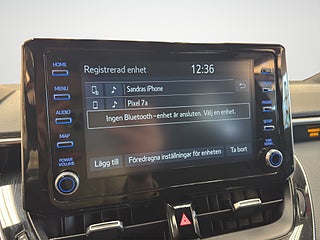 HOME
Registrerad enhet
12:36
MENU
Sandras iPhone
Pixel 7a
AUDIO
Ingen Bluetooth-enhet är ansluten. Välj en enhet.
MAP
SETUP
Lägg till
Föredragna inställningar för enheten
Ta bort
POWER
VOLUME